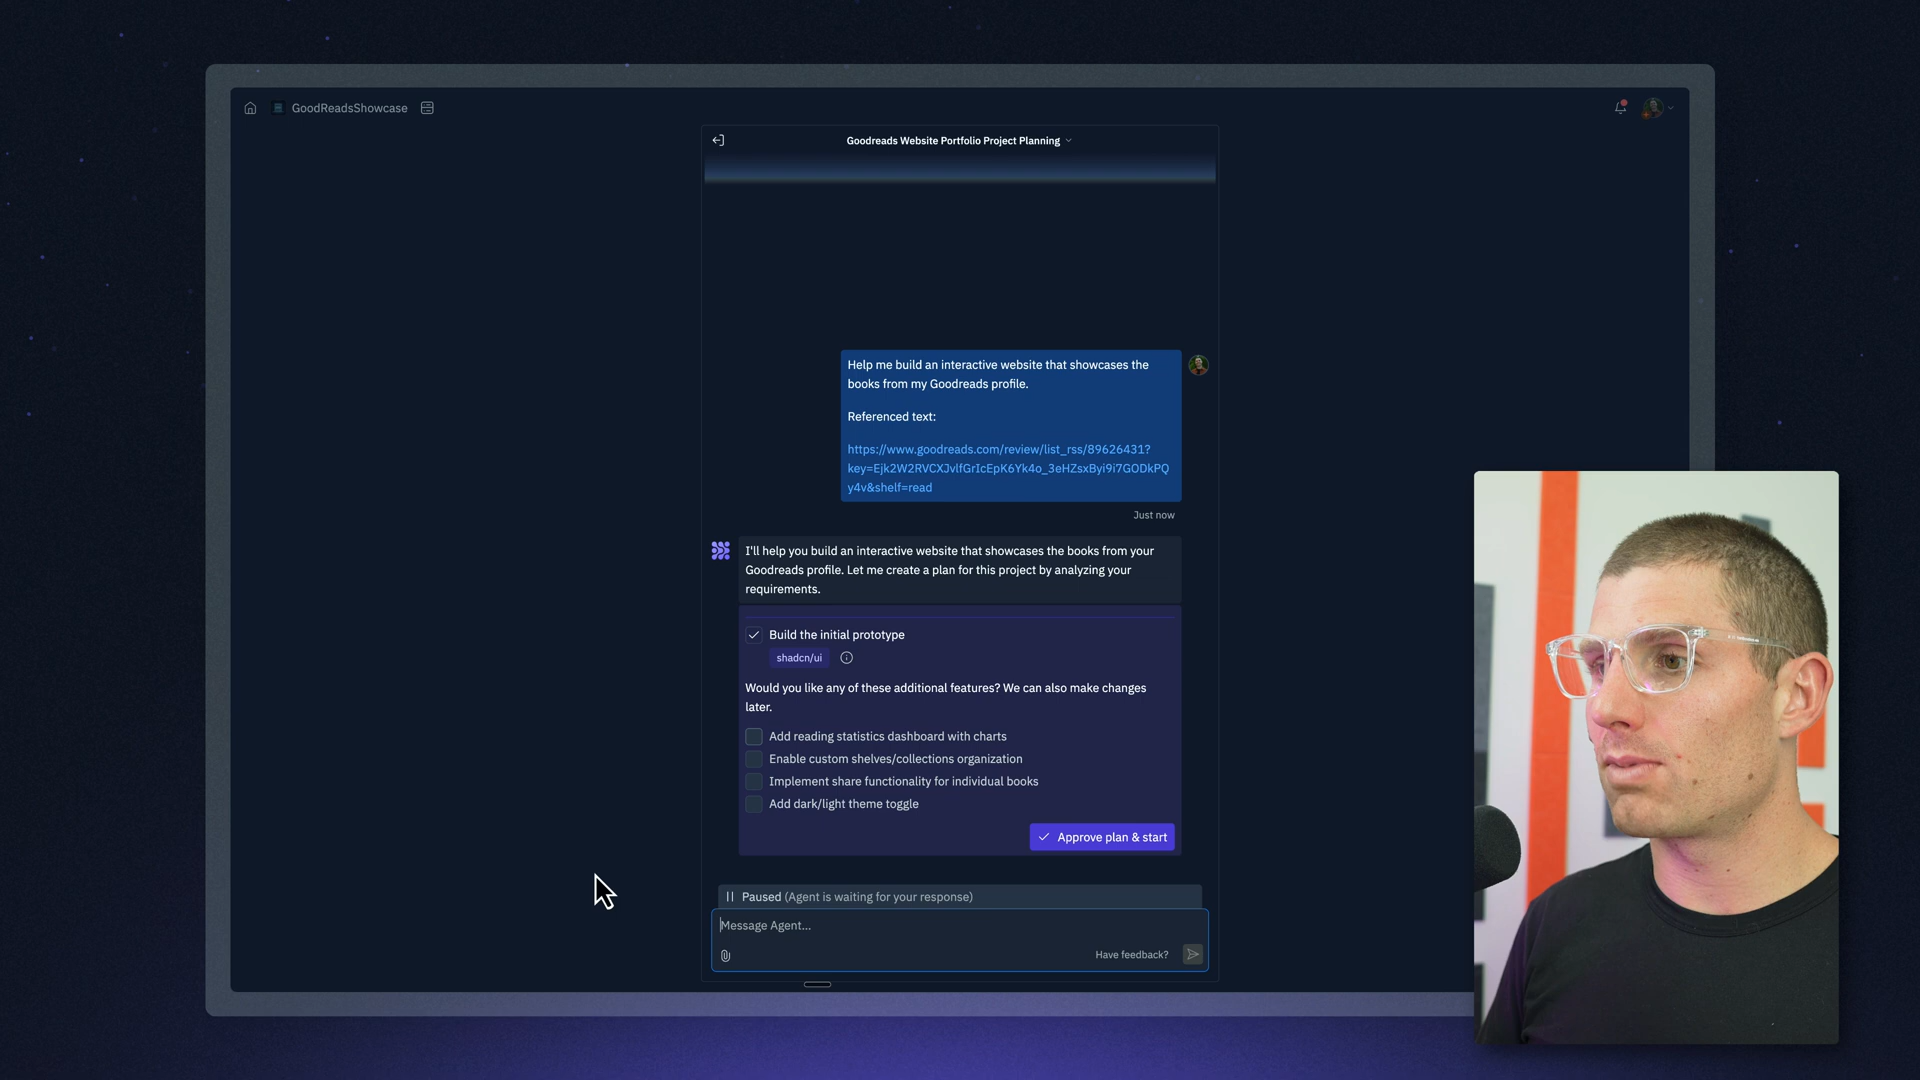 GoodReadsShowcase
Goodreads Website Portfolio Project Planning
Help me build an interactive website that showcases the
books from my Goodreads profile.
Referenced text:
https://www.goodreads.com/review/list_rss/89626431?
key=Ejk2W2RVCXJvlfGrIcEpK6Yk4o_3eHZsxByi9i7GODkPQ
y4v&shelf=read
Just now
I'll help you build an interactive website that showcases the books from your
Goodreads profile. Let me create a plan for this project by analyzing your
requirements.
Build the initial prototype
shadcn/ui
Would you like any of these additional features? We can also make changes
later.
Add reading statistics dashboard with charts
Enable custom shelves/collections organization
Implement share functionality for individual books
Add dark/light theme toggle
Approve plan & start
Paused (Agent is waiting for your response)
Message Agent...
Have feedback?